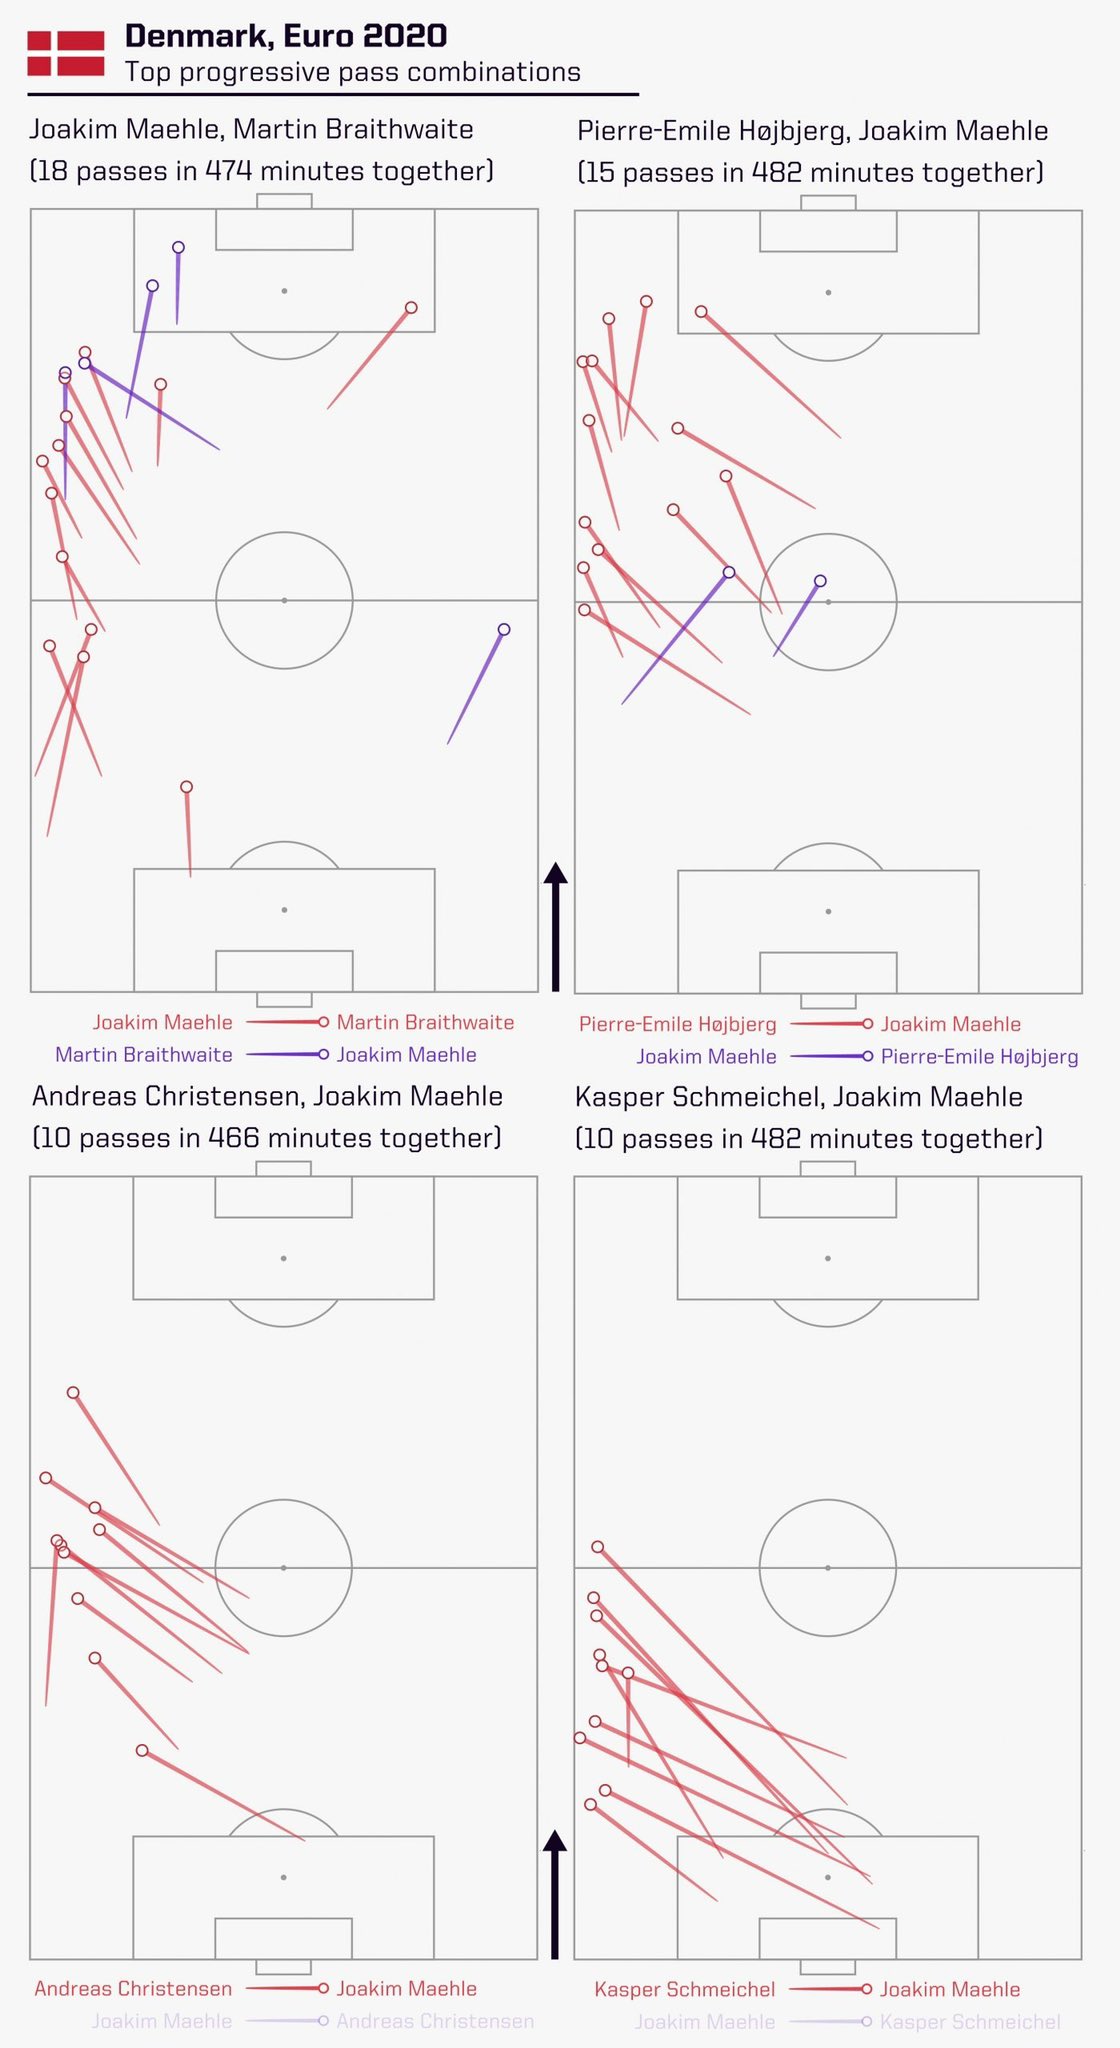 Denmark, Euro 2020
Top progressive pass combinations
Joakim Maehle, Martin Braithwaite
(18 passes in 474 minutes together)
Pierre-Emile Højbjerg, Joakim Maehle
(15 passes in 482 minutes together)
Joakim Maehle Martin Braithwaite
Martin Braithwaite Joakim Maehle
Pierre-Emile Højbjerg Joakim Maehle
Joakim Maehle Pierre-Emile Højbjerg
Andreas Christensen, Joakim Maehle
(10 passes in 466 minutes together)
Kasper Schmeichel, Joakim Maehle
(10 passes in 482 minutes together)
Andreas Christensen Joakim Maehle
Joakim Maehle Andreas Christensen
Kasper Schmeichel Joakim Maehle
Joakim Maehle Kasper Schmeichel